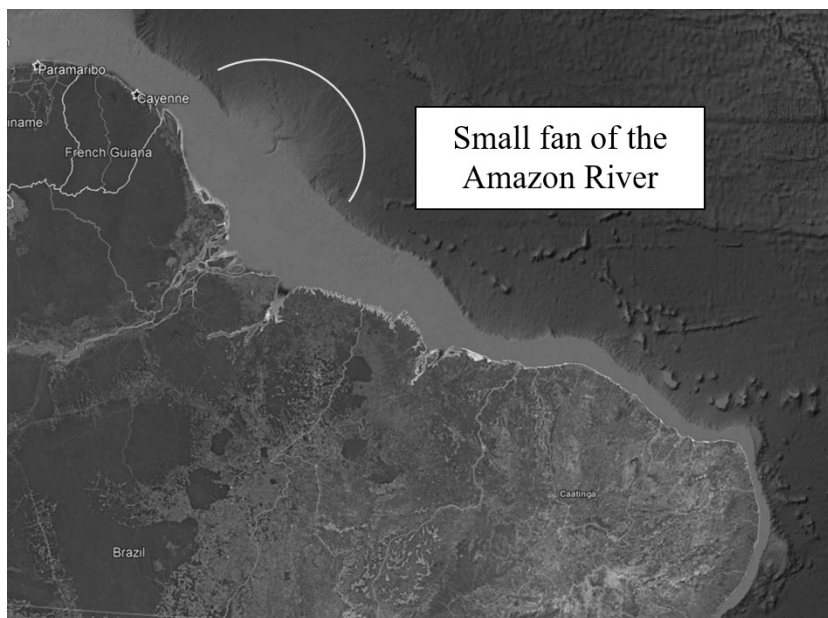 Paramaribo
Cayenne
French Guiana
Small fan of the
Amazon River
Caatinga
Brazil